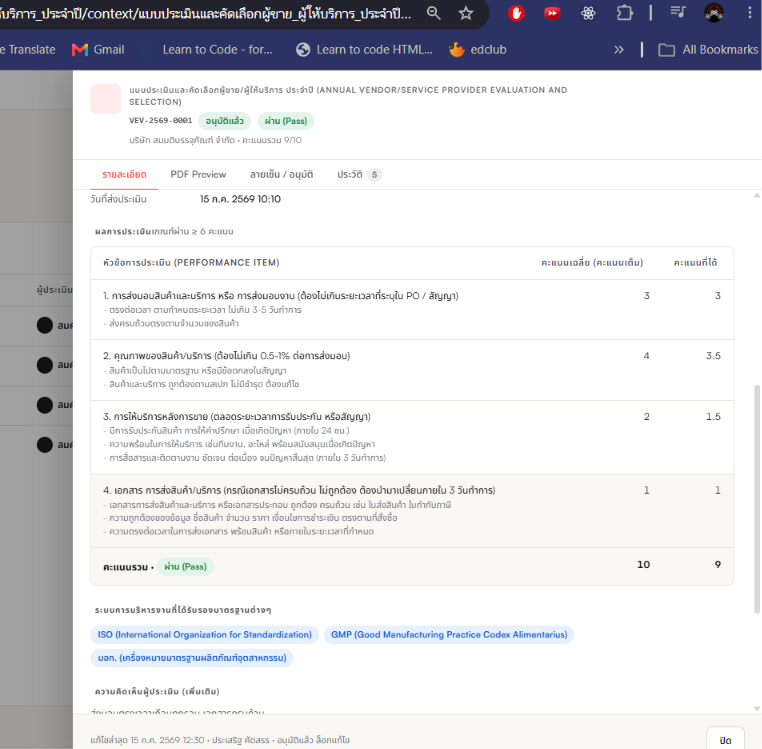 บริการ_ประจำปี/context/แบบประเมินและคัดเลือกผู้ขาย_ผู้ให้บริการ_ประจำปี...
e Translate Gmail Learn to Code - for... Learn to code HTML... edclub » All Bookmarks
แบบประเมินและคัดเลือกผู้ขาย/ผู้ให้บริการ ประจำปี (ANNUAL VENDOR/SERVICE PROVIDER EVALUATION AND
SELECTION)
VEV-2569-0001 อนุมัติแล้ว ผ่าน (Pass)
บริษัท สมมติบรรจุภัณฑ์ จำกัด • คะแนนรวม 9/10
รายละเอียด PDF Preview ลายเซ็น / อนุมัติ ประวัติ 5
วันที่ส่งประเมิน 15 ก.ค. 2569 10:10
ผลการประเมินเกณฑ์ผ่าน ≥ 6 คะแนน
หัวข้อการประเมิน (PERFORMANCE ITEM) คะแนนเฉลี่ย (คะแนนเต็ม) คะแนนที่ได้
1. การส่งมอบสินค้าและบริการ หรือ การส่งมอบงาน (ต้องไม่เกินระยะเวลาที่ระบุใน PO / สัญญา) 3 3
- ตรงต่อเวลา ตามกำหนดระยะเวลา ไม่เกิน 3-5 วันทำการ
- ส่งครบถ้วนตรงตามจำนวนของสินค้า
2. คุณภาพของสินค้า/บริการ (ต้องไม่เกิน 0.5-1% ต่อการส่งมอบ) 4 3.5
- สินค้าเป็นไปตามมาตรฐาน หรือมีข้อตกลงในสัญญา
- สินค้าและบริการ ถูกต้องตามสเปก ไม่มีชำรุด ต้องแก้ไข
3. การให้บริการหลังการขาย (ตลอดระยะเวลาการรับประกัน หรือสัญญา) 2 1.5
- มีการรับประกันสินค้า การให้คำปรึกษา เมื่อเกิดปัญหา (ภายใน 24 ชม.)
- ความพร้อมในการให้บริการ เช่นทีมงาน, อะไหล่ พร้อมสนับสนุนเมื่อเกิดปัญหา
- การสื่อสารและติดตามงาน ชัดเจน ต่อเนื่อง จนปัญหาสิ้นสุด (ภายใน 3 วันทำการ)
4. เอกสาร การส่งสินค้า/บริการ (กรณีเอกสารไม่ครบถ้วน ไม่ถูกต้อง ต้องนำมาเปลี่ยนภายใน 3 วันทำการ) 1 1
- เอกสารการส่งสินค้าและบริการ หรือเอกสารประกอบ ถูกต้อง ครบถ้วน เช่น ใบส่งสินค้า ใบกำกับภาษี
- ความถูกต้องของข้อมูล ชื่อสินค้า จำนวน ราคา เงื่อนไขการชำระเงิน ตรงตามที่สั่งซื้อ
- ความตรงต่อเวลาในการส่งเอกสาร พร้อมสินค้า หรือภายในระยะเวลาที่กำหนด
คะแนนรวม • ผ่าน (Pass) 10 9
ระบบการบริหารงานที่ได้รับรองมาตรฐานต่างๆ
ISO (International Organization for Standardization) GMP (Good Manufacturing Practice Codex Alimentarius)
มอก. (เครื่องหมายมาตรฐานผลิตภัณฑ์อุตสาหกรรม)
ความคิดเห็นผู้ประเมิน (เพิ่มเติม)
แก้ไขล่าสุด 15 ก.ค. 2569 12:30 • ประเสริฐ คัดสรร • อนุมัติแล้ว ล็อกแก้ไข ปิด
ผู้ประเมิน
สม
สม
สม
สม